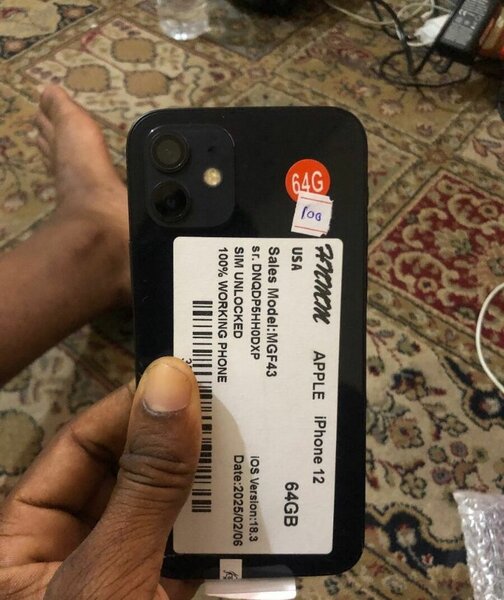 64G
100
APPLE iPhone 12
USA 64GB
Sales Model:MGF43
sr. DNQDP5HH0DXP iOS Version:18.3
SIM UNLOCKED Date:2025/02/06
100% WORKING PHONE